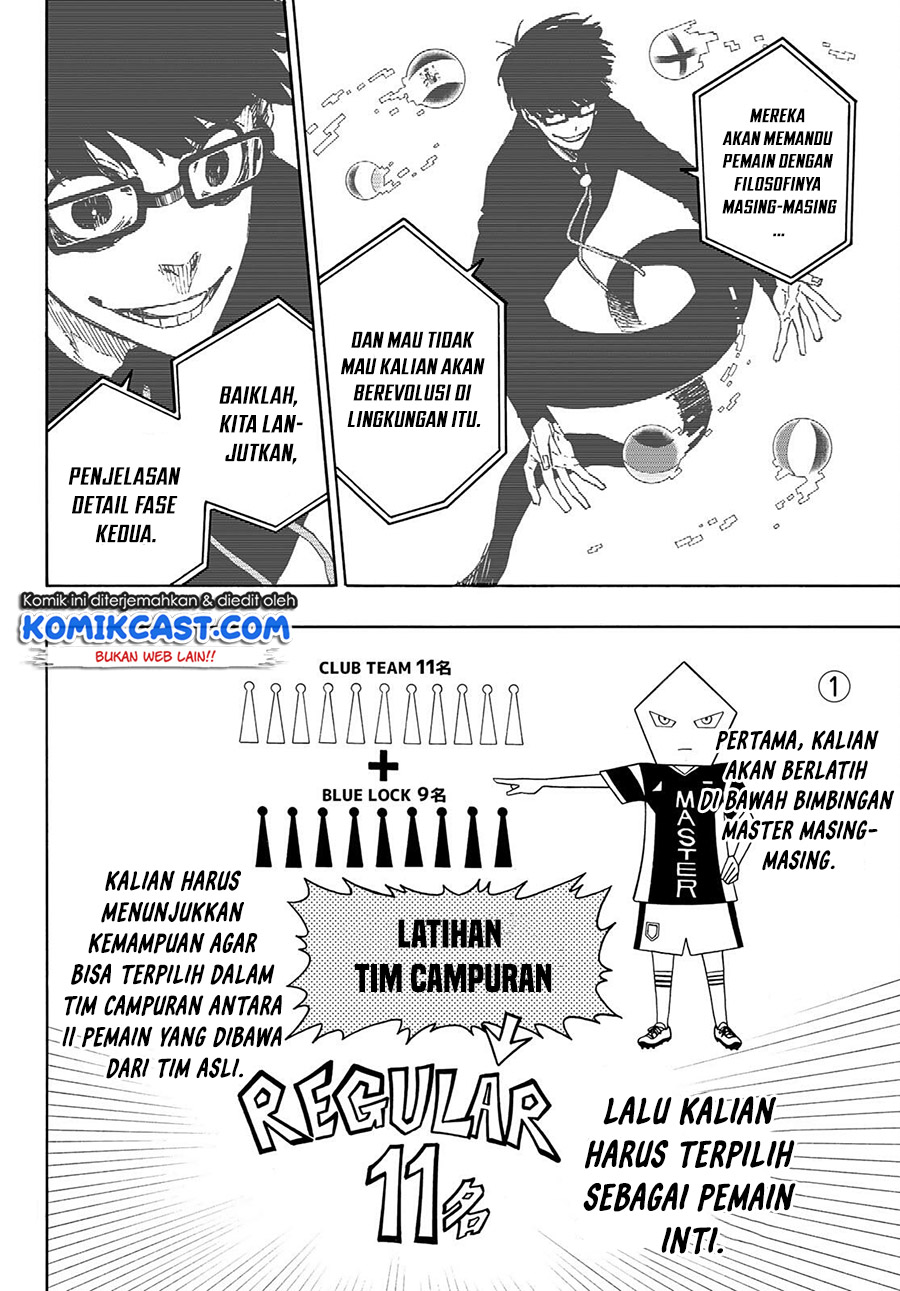 MEREKA
AKAN MEMANDU
PEMAIN DENGAN
FILOSOFINYA
MASING-MASING
...
DAN MAU TIDAK
MAU KALIAN AKAN
BEREVOLUSI DI
LINGKUNGAN ITU.
BAIKLAH,
KITA LAN-
JUTKAN,
PENJELASAN
DETAIL FASE
KEDUA.
Komik ini diterjemahkan & diedit oleh
KOMIKCAST.COM
BUKAN WEB LAIN!!
1
CLUB TEAM 11名
+
BLUE LOCK 9名
PERTAMA, KALIAN
AKAN BERLATIH
DI BAWAH BIMBINGAN
MASTER MASING-
MASING.
MASTER
KALIAN HARUS
MENUNJUKKAN
KEMAMPUAN AGAR
BISA TERPILIH DALAM
TIM CAMPURAN ANTARA
11 PEMAIN YANG DIBAWA
DARI TIM ASLI.
LATIHAN
TIM CAMPURAN
REGULAR
11名
LALU KALIAN
HARUS TERPILIH
SEBAGAI PEMAIN
INTI.